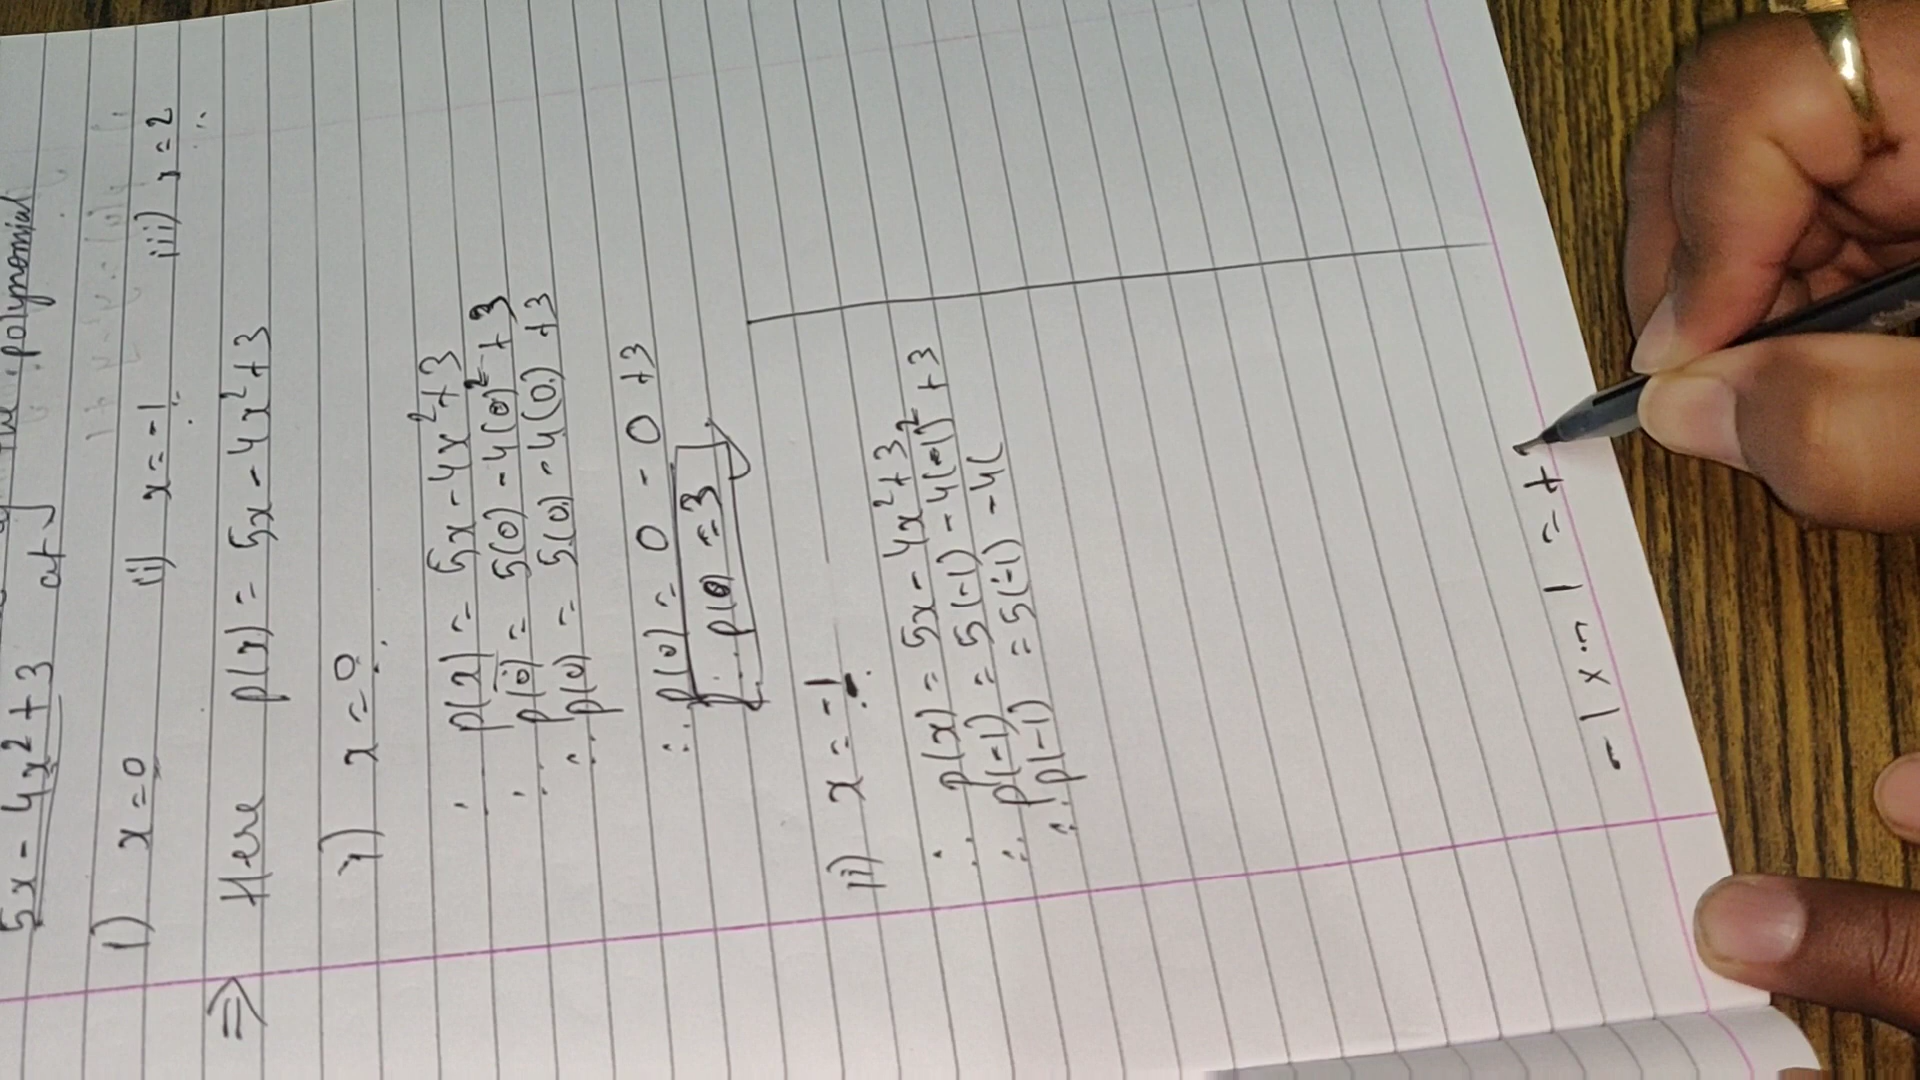 the polynomial
5x - 4x² + 3 at
i) x = 0 ii) x = -1 iii) x = 2
⇒ Here p(x) = 5x - 4x² + 3
i) x = 0
∴ p(x) = 5x - 4x² + 3
∴ p(0) = 5(0) - 4(0)² + 3
∴ p(0) = 5(0) - 4(0) + 3
∴ p(0) = 0 - 0 + 3
∴ p(0) = 3
ii) x = -1
∴ p(x) = 5x - 4x² + 3
∴ p(-1) = 5(-1) - 4(-1)² + 3
∴ p(-1) = 5(-1) - 4(
-1 x -1 = +